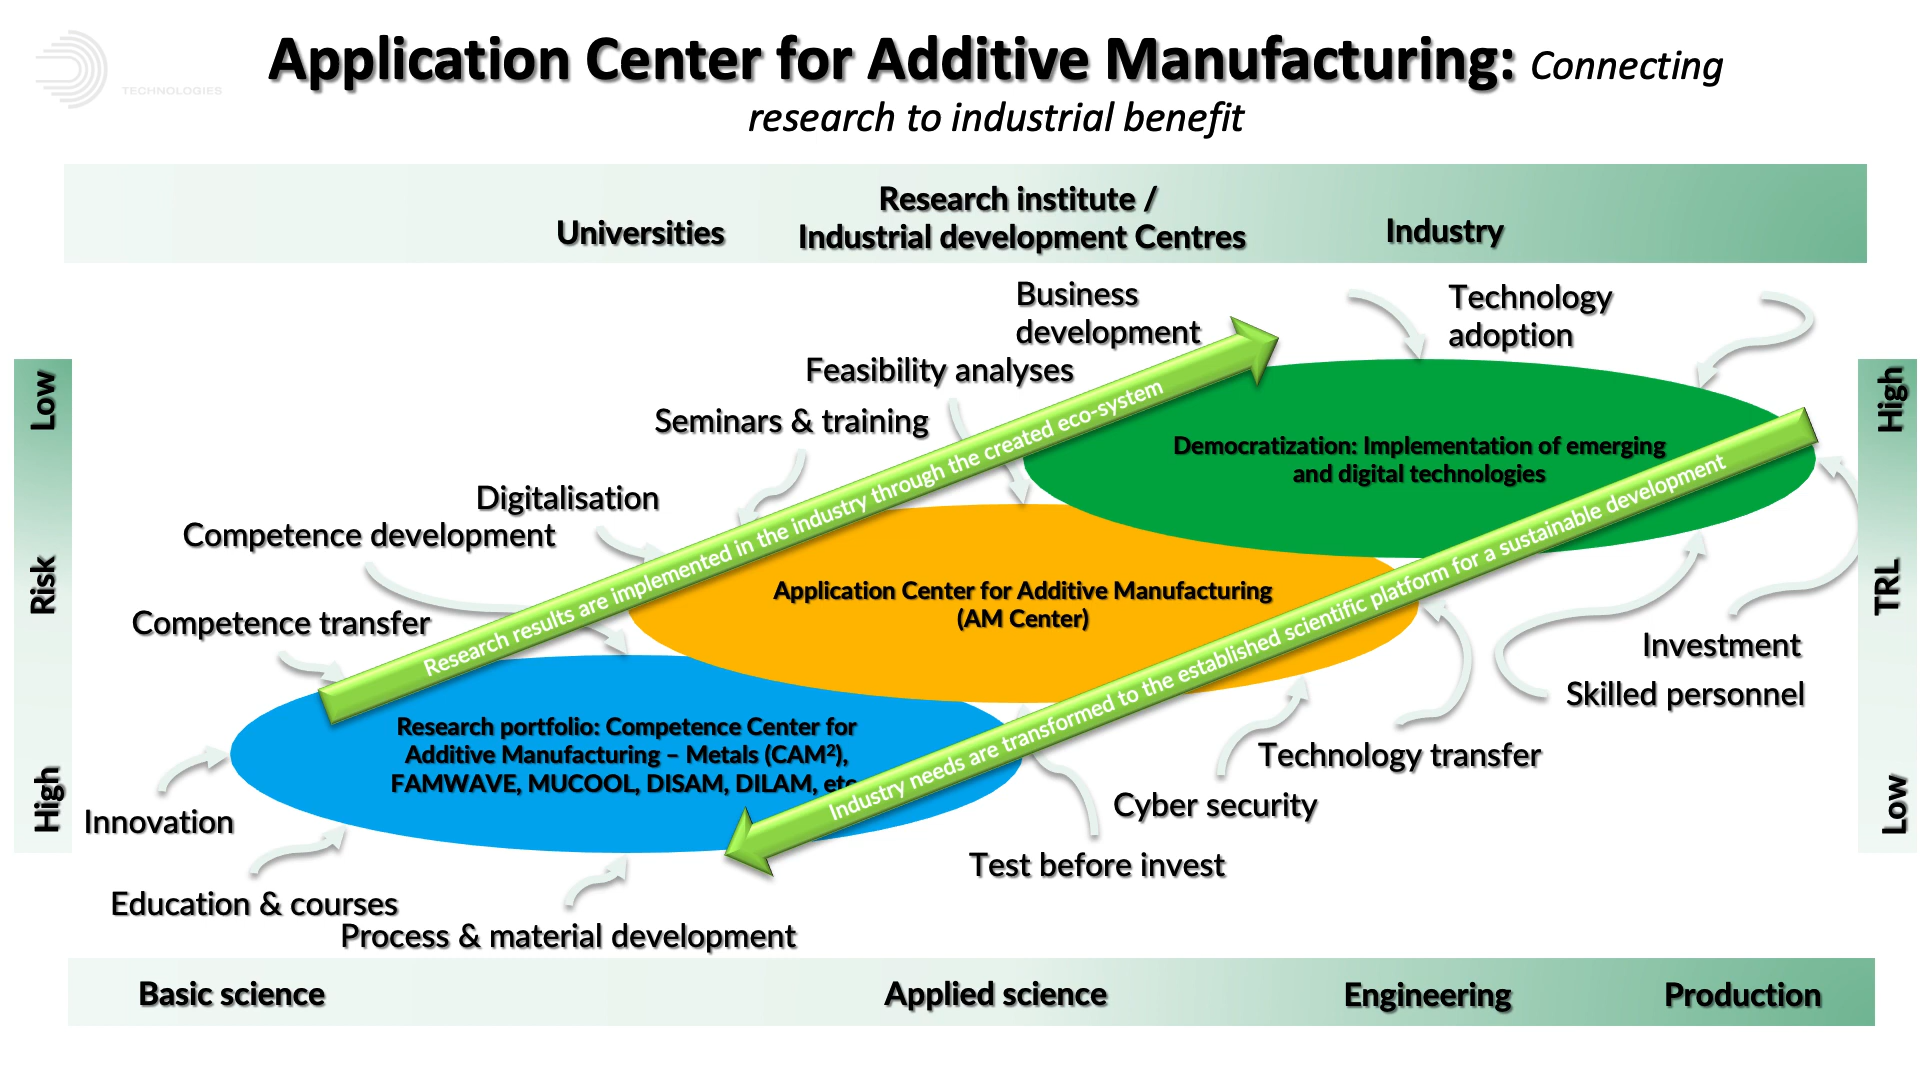 TECHNOLOGIES
Application Center for Additive Manufacturing: Connecting
research to industrial benefit
Universities
Research institute /
Industrial development Centres
Industry
Business
development
Technology
adoption
Feasibility analyses
Seminars & training
Digitalisation
Competence development
Competence transfer
Innovation
Education & courses
Process & material development
Low
Risk
High
High
TRL
Low
Research results are implemented in the industry through the created eco-system
Democratization: Implementation of emerging
and digital technologies
Application Center for Additive Manufacturing
(AM Center)
Research portfolio: Competence Center for
Additive Manufacturing – Metals (CAM²),
FAMWAVE, MUCOOL, DISAM, DILAM, etc
Industry needs are transformed to the established scientific platform for a sustainable development
Investment
Skilled personnel
Technology transfer
Cyber security
Test before invest
Basic science
Applied science
Engineering
Production